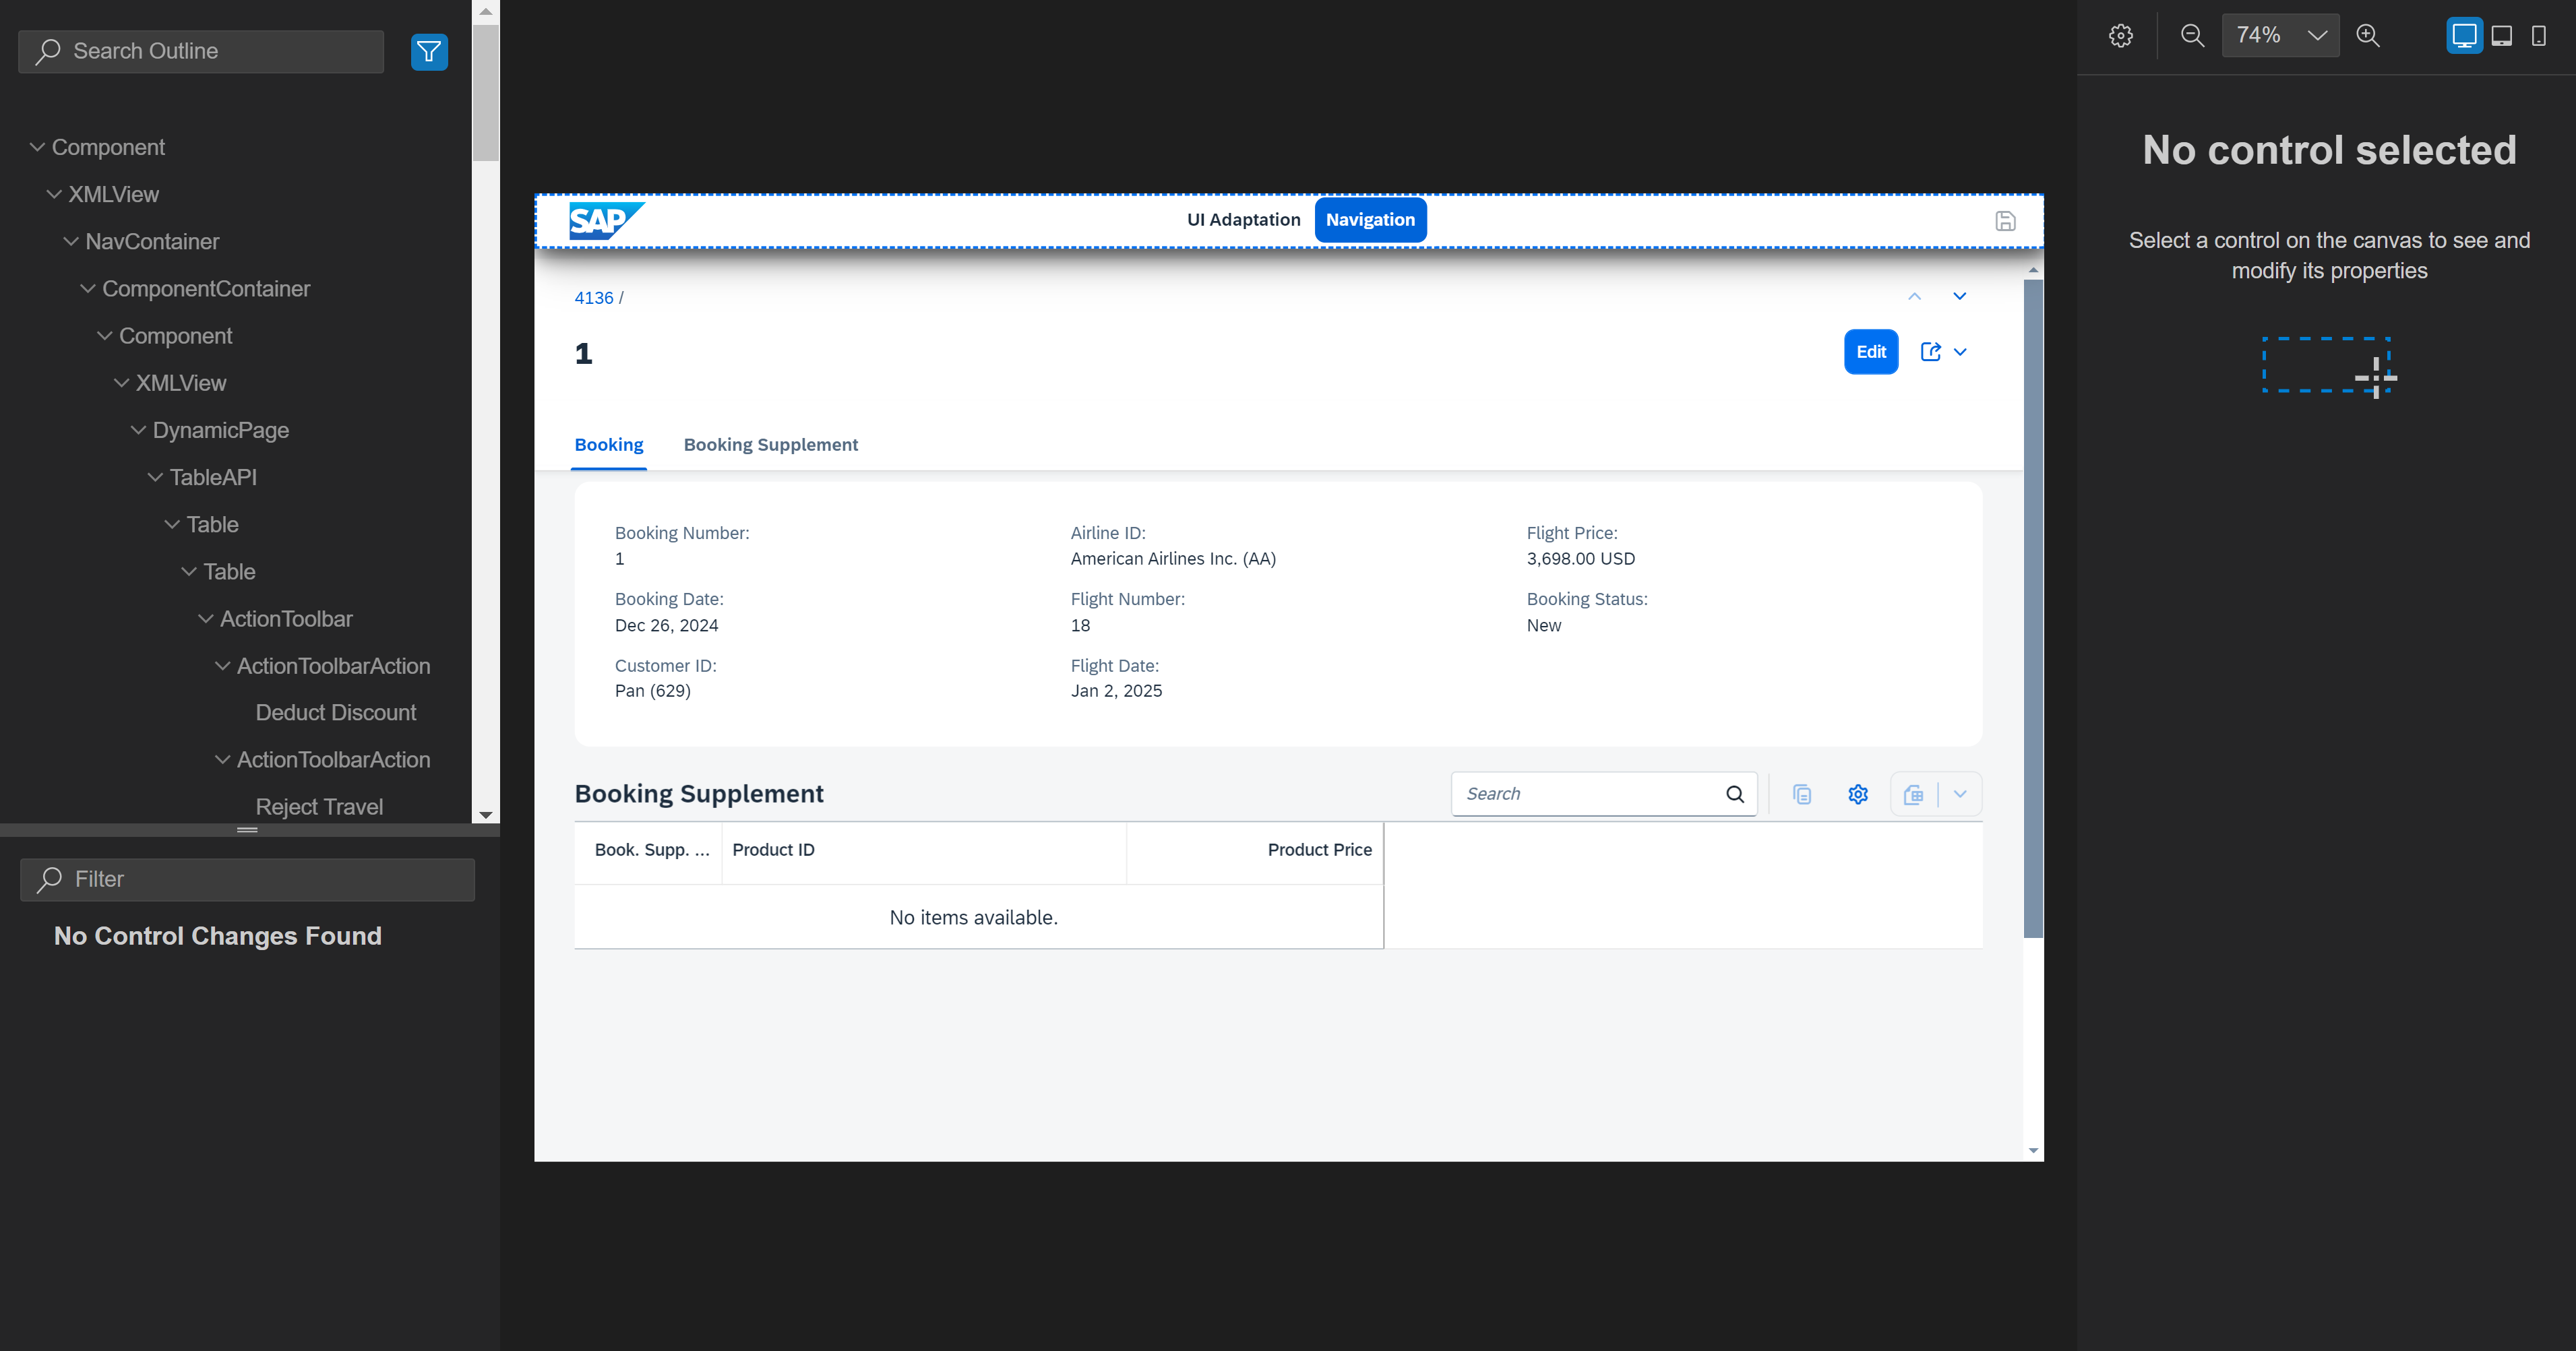 Search Outline
Component
XMLView
NavContainer
ComponentContainer
Component
XMLView
DynamicPage
TableAPI
Table
Table
ActionToolbar
ActionToolbarAction
Deduct Discount
ActionToolbarAction
Reject Travel
Filter
No Control Changes Found
SAP
UI Adaptation Navigation
4136 /
1
Edit
Booking Booking Supplement
Booking Number: Airline ID: Flight Price:
1 American Airlines Inc. (AA) 3,698.00 USD
Booking Date: Flight Number: Booking Status:
Dec 26, 2024 18 New
Customer ID: Flight Date:
Pan (629) Jan 2, 2025
Booking Supplement Search
Book. Supp. ... Product ID Product Price
No items available.
74%
No control selected
Select a control on the canvas to see and
modify its properties